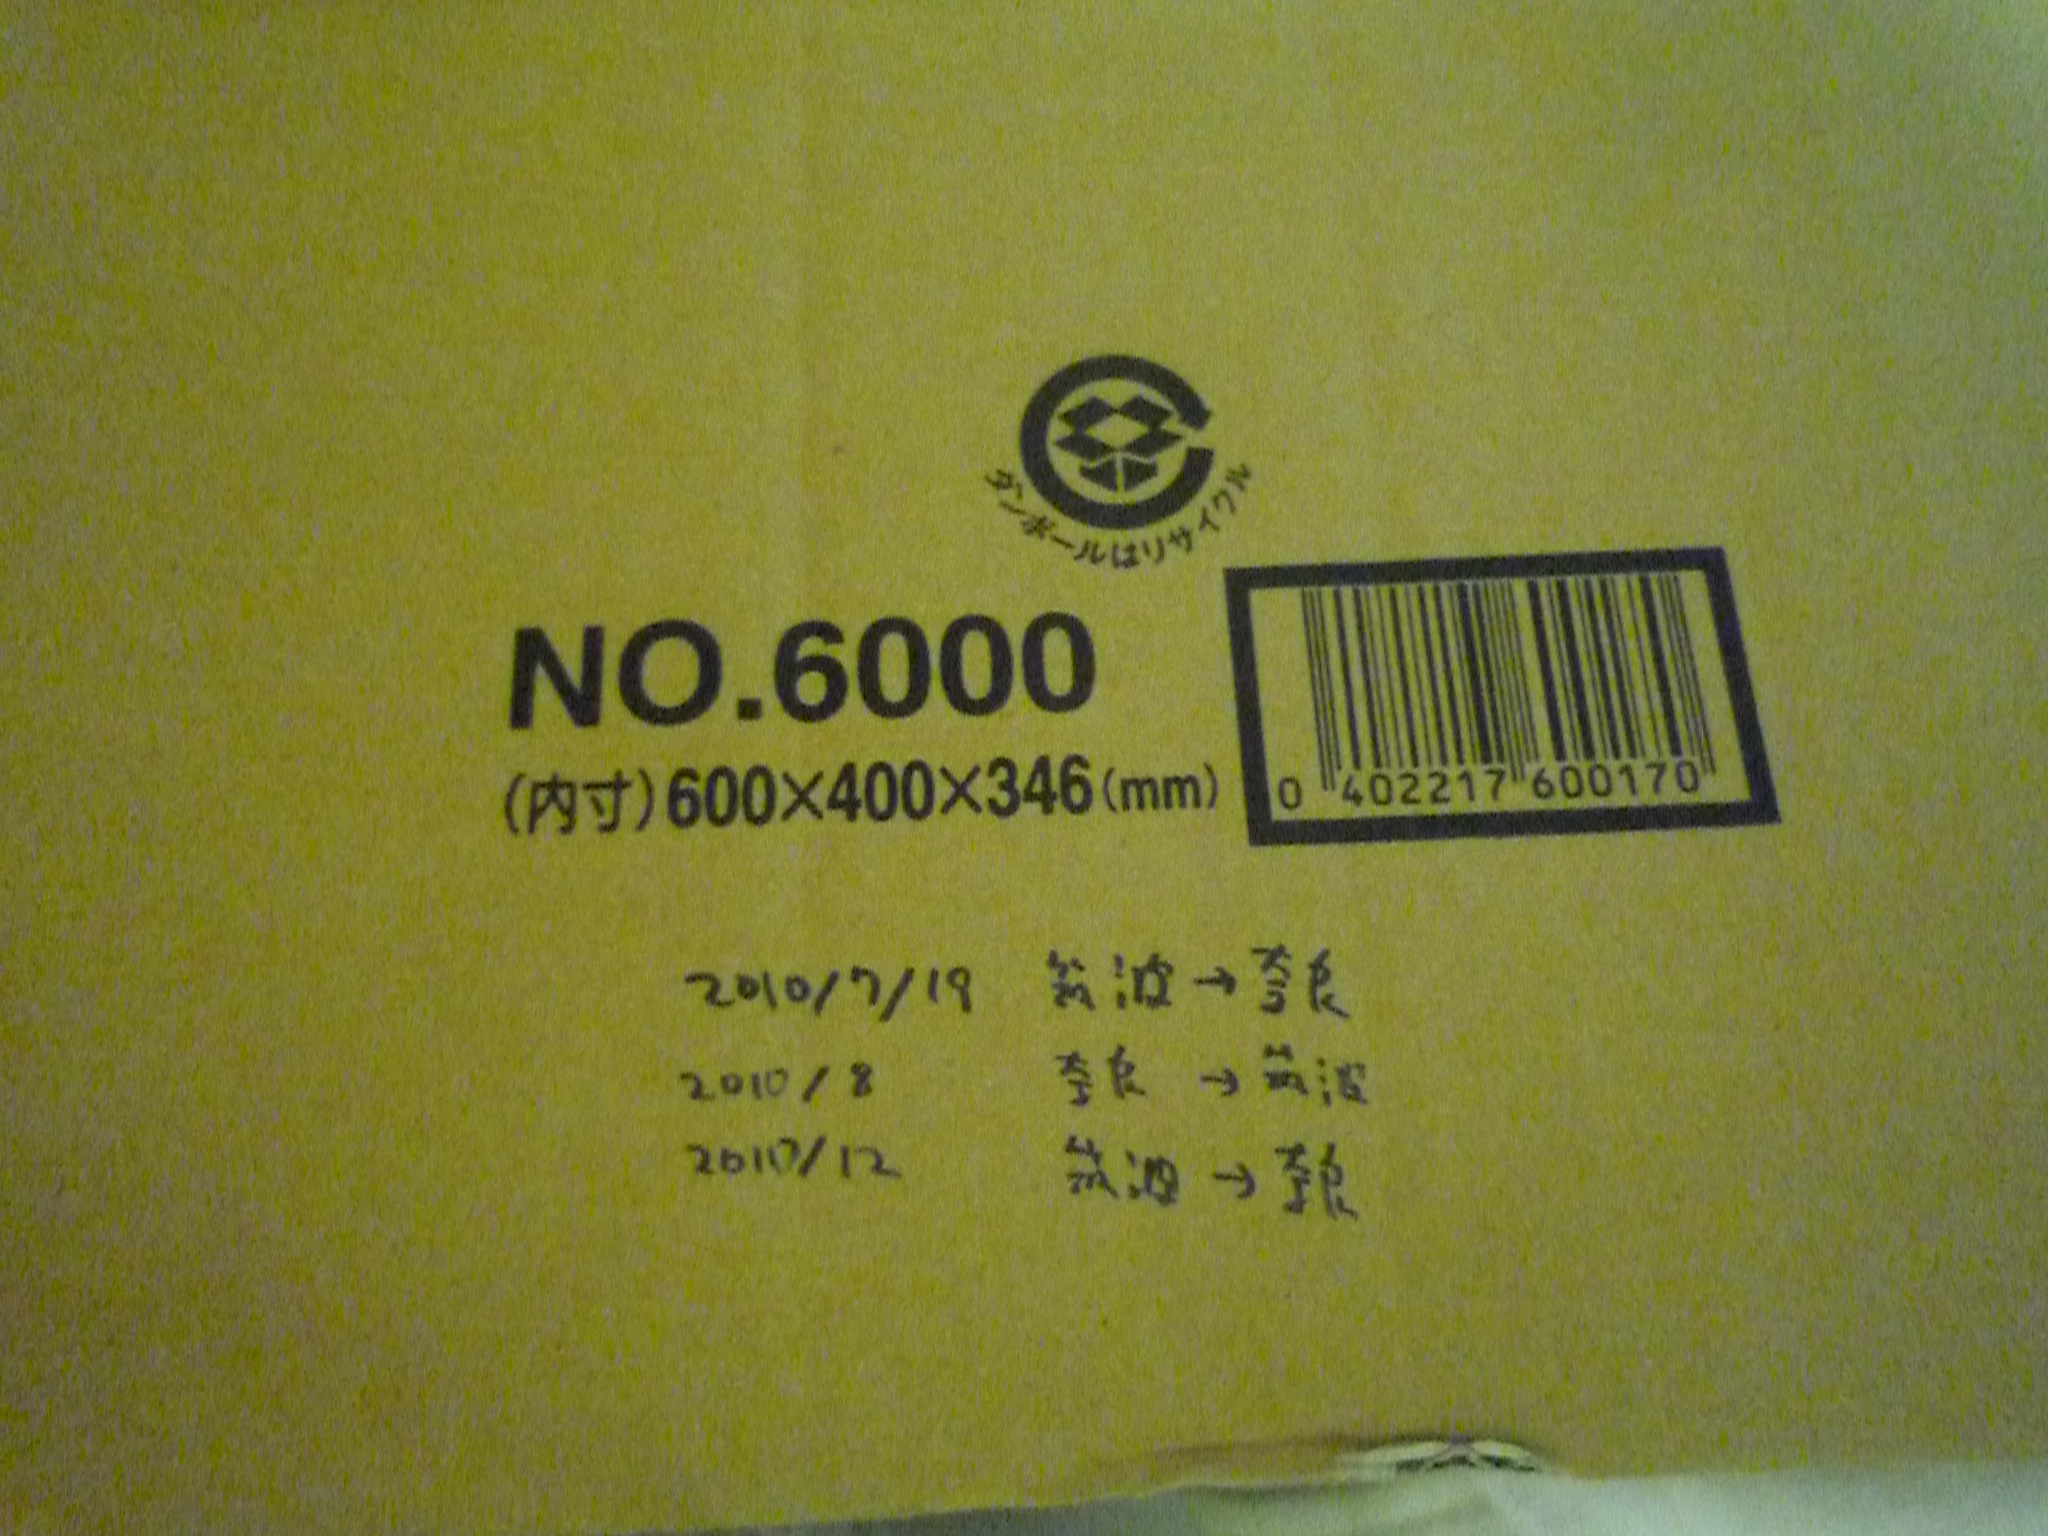 ダンボールはリサイクル
NO.6000
(内寸)600×400×346(mm)
0 402217 600170
2010/7/19 筑波→奈良
2010/8 奈良→筑波
2010/12 筑波→奈良